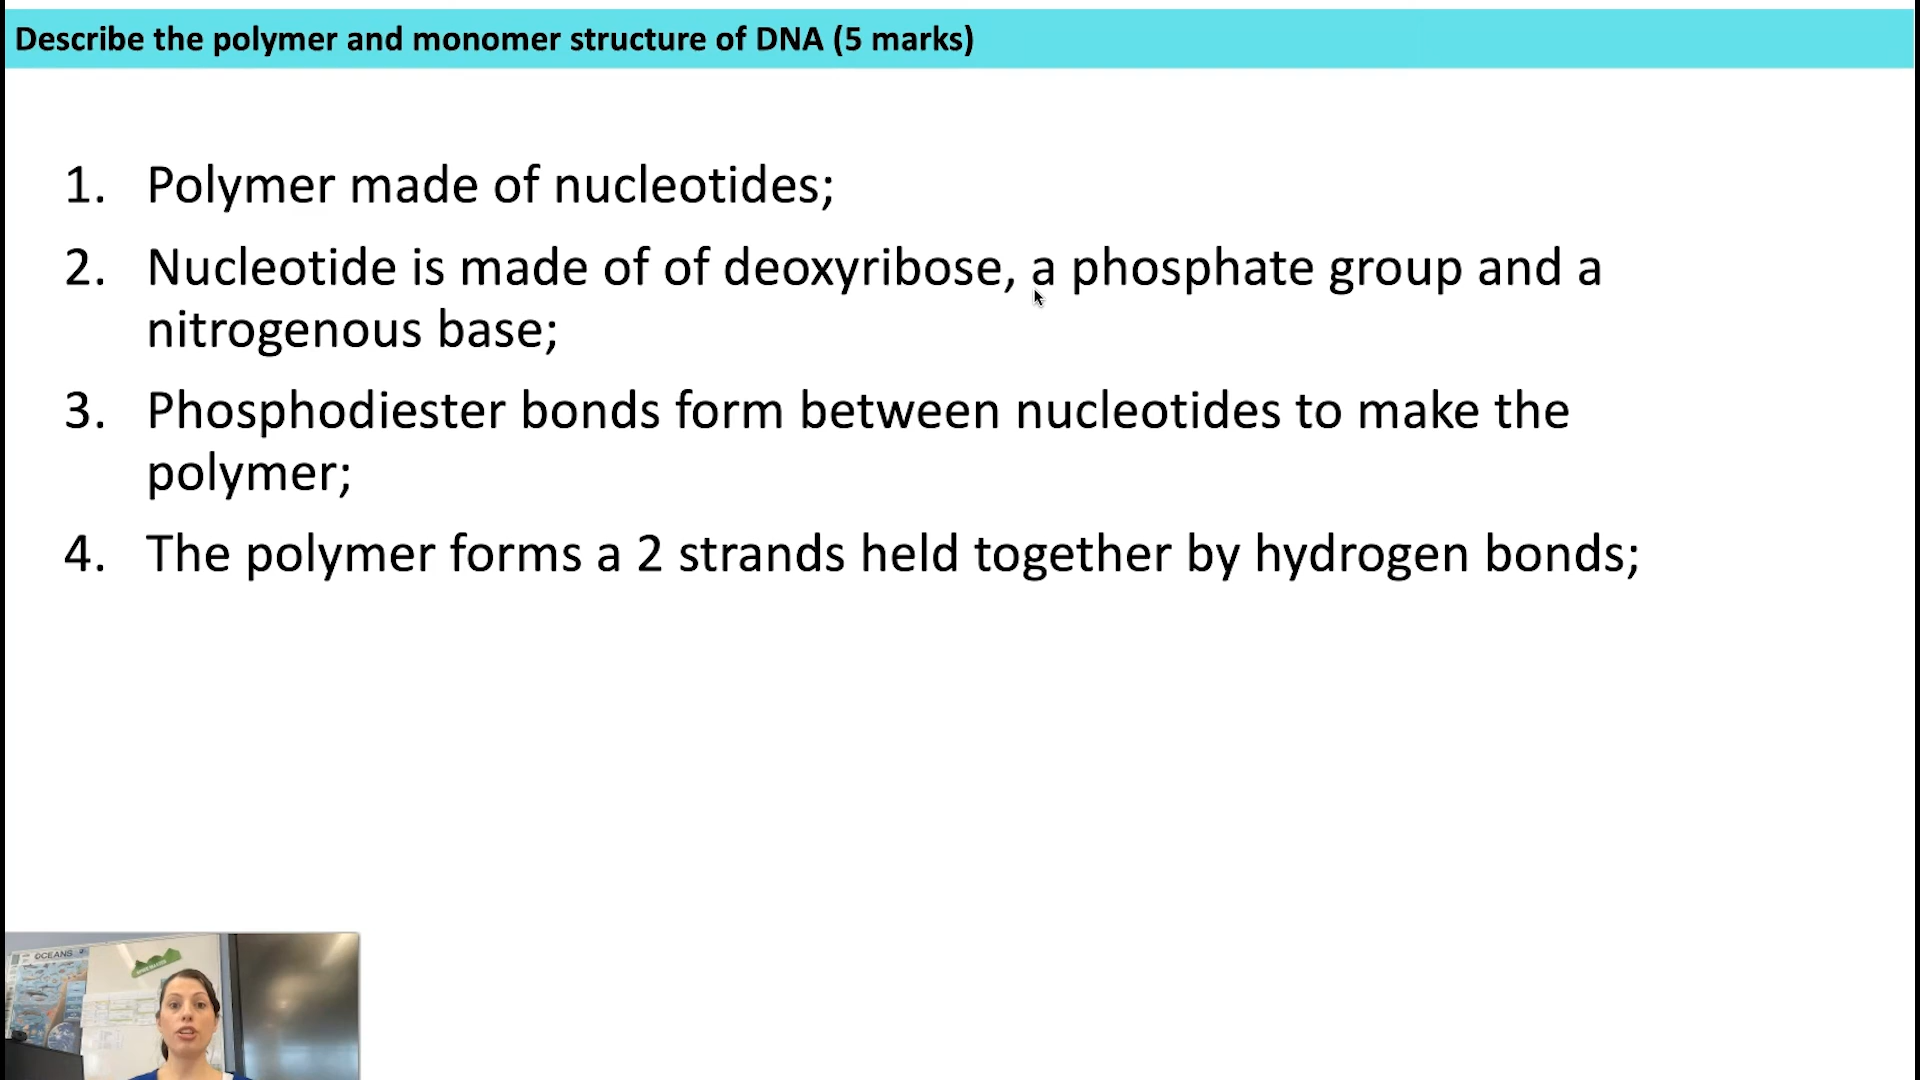 Describe the polymer and monomer structure of DNA (5 marks)
1. Polymer made of nucleotides;
2. Nucleotide is made of of deoxyribose, a phosphate group and a
nitrogenous base;
3. Phosphodiester bonds form between nucleotides to make the
polymer;
4. The polymer forms a 2 strands held together by hydrogen bonds;
OCEANS